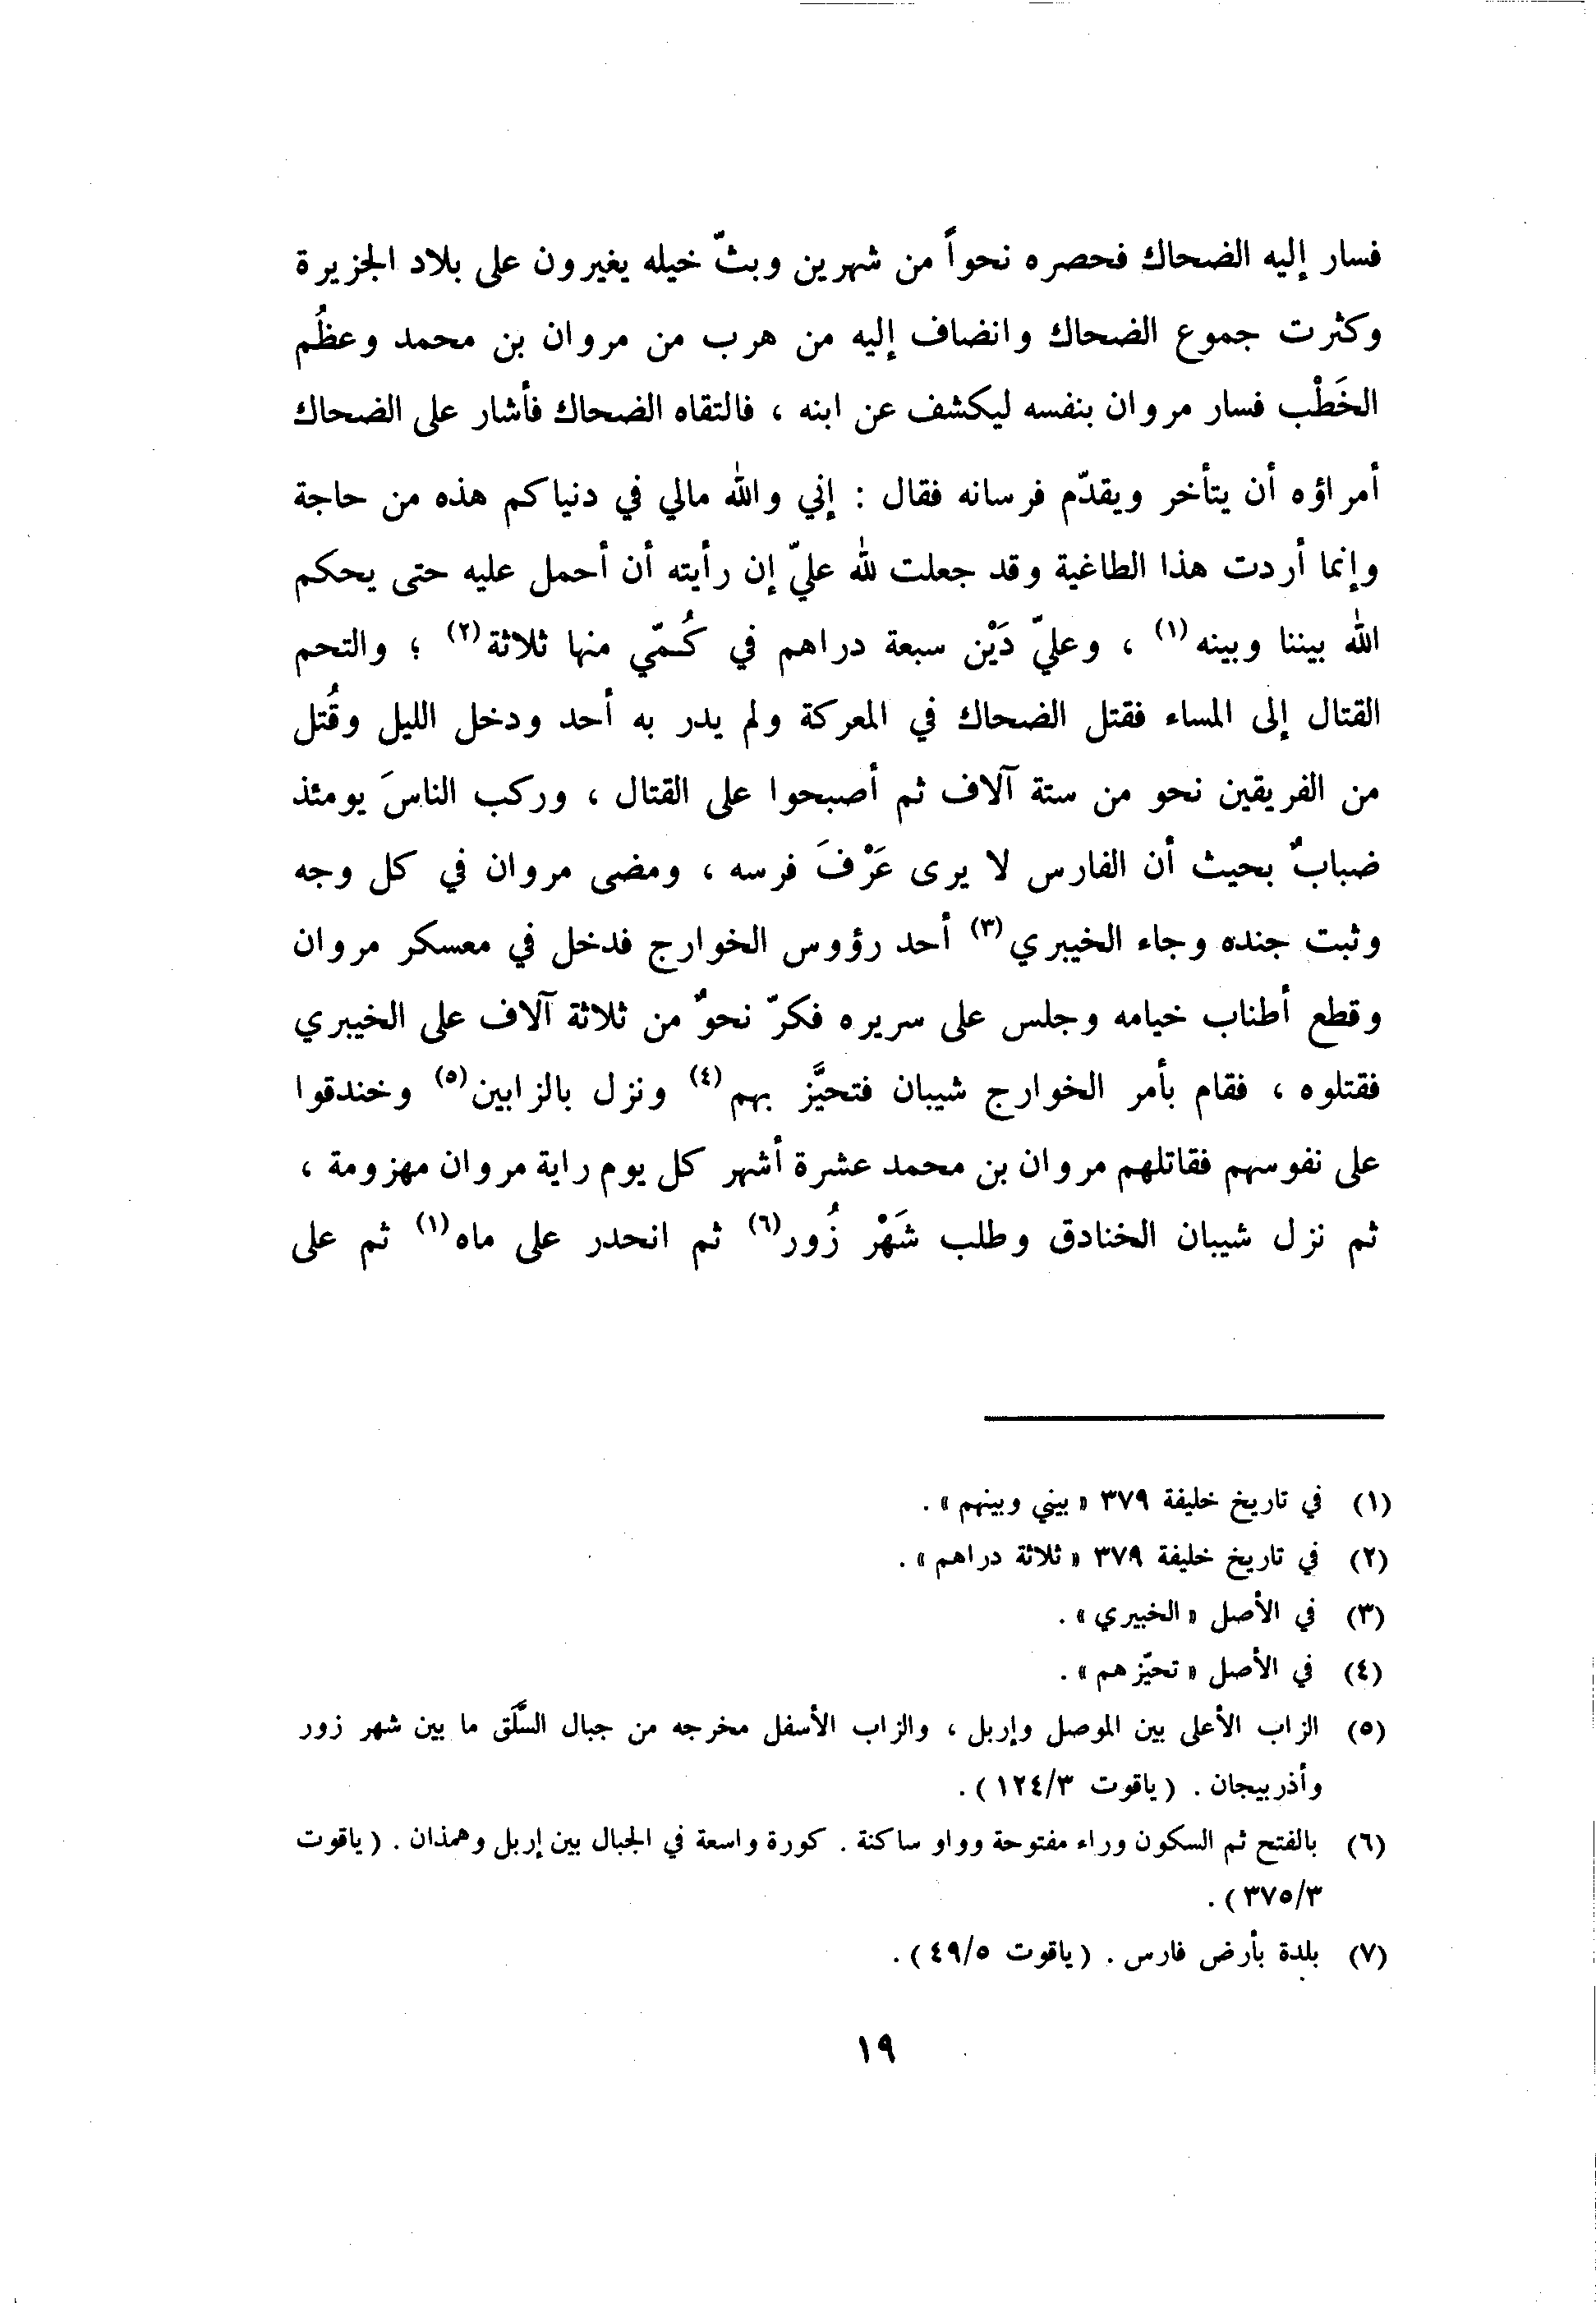 فسار إليه الضحاك فحصره نحواً من شهرين وبثّ خيله يغيرون على بلاد الجزيرة
وكثرت جموع الضحاك وانضاف إليه من هرب من مروان بن محمد وعظُم
الخَطْب فسار مروان بنفسه ليكشف عن ابنه ، فالتقاه الضحاك فأشار على الضحاك
أمراؤه أن يتأخر ويقدّم فرسانه فقال : إني والله مالي في دنياكم هذه من حاجة
وإنما أردت هذا الطاغية وقد جعلت لله عليّ إن رأيته أن أحمل عليه حتى يحكم
الله بيننا وبينه (١) ، وعليّ دَيْن سبعة دراهم في كُمّي منها ثلاثة (٢) ؛ والتحم
القتال إلى المساء فقتل الضحاك في المعركة ولم يدر به أحد ودخل الليل وقُتل
من الفريقين نحو من ستة آلاف ثم أصبحوا على القتال ، وركب الناسَ يومئذ
ضبابٌ بحيث أن الفارس لا يرى عَرْفَ فرسه ، ومضى مروان في كل وجه
وثبت جنده وجاء الخيبري (٣) أحد رؤوس الخوارج فدخل في معسكر مروان
وقطع أطناب خيامه وجلس على سريره فكرّ نحوٌ من ثلاثة آلاف على الخيبري
فقتلوه ، فقام بأمر الخوارج شيبان فتحيَّز بهم (٤) ونزل بالزابين (٥) وخندقوا
على نفوسهم فقاتلهم مروان بن محمد عشرة أشهر كل يوم راية مروان مهزومة ،
ثم نزل شيبان الخنادق وطلب شَهْر زُور (٦) ثم انحدر على ماه (١) ثم على
(١) في تاريخ خليفة ٣٧٩ « بيني وبينهم » .
(٢) في تاريخ خليفة ٣٧٩ « ثلاثة دراهم » .
(٣) في الأصل « الخبيري » .
(٤) في الأصل « تحيّزهم » .
(٥) الزاب الأعلى بين الموصل وإربل ، والزاب الأسفل مخرجه من جبال السَّلَق ما بين شهر زور
وأذربيجان . ( ياقوت ١٢٤/٣ ) .
(٦) بالفتح ثم السكون وراء مفتوحة وواو ساكنة . كورة واسعة في الجبال بين إربل وهمذان . ( ياقوت
٣٧٥/٣ ) .
(٧) بلدة بأرض فارس . ( ياقوت ٤٩/٥ ) .
١٩